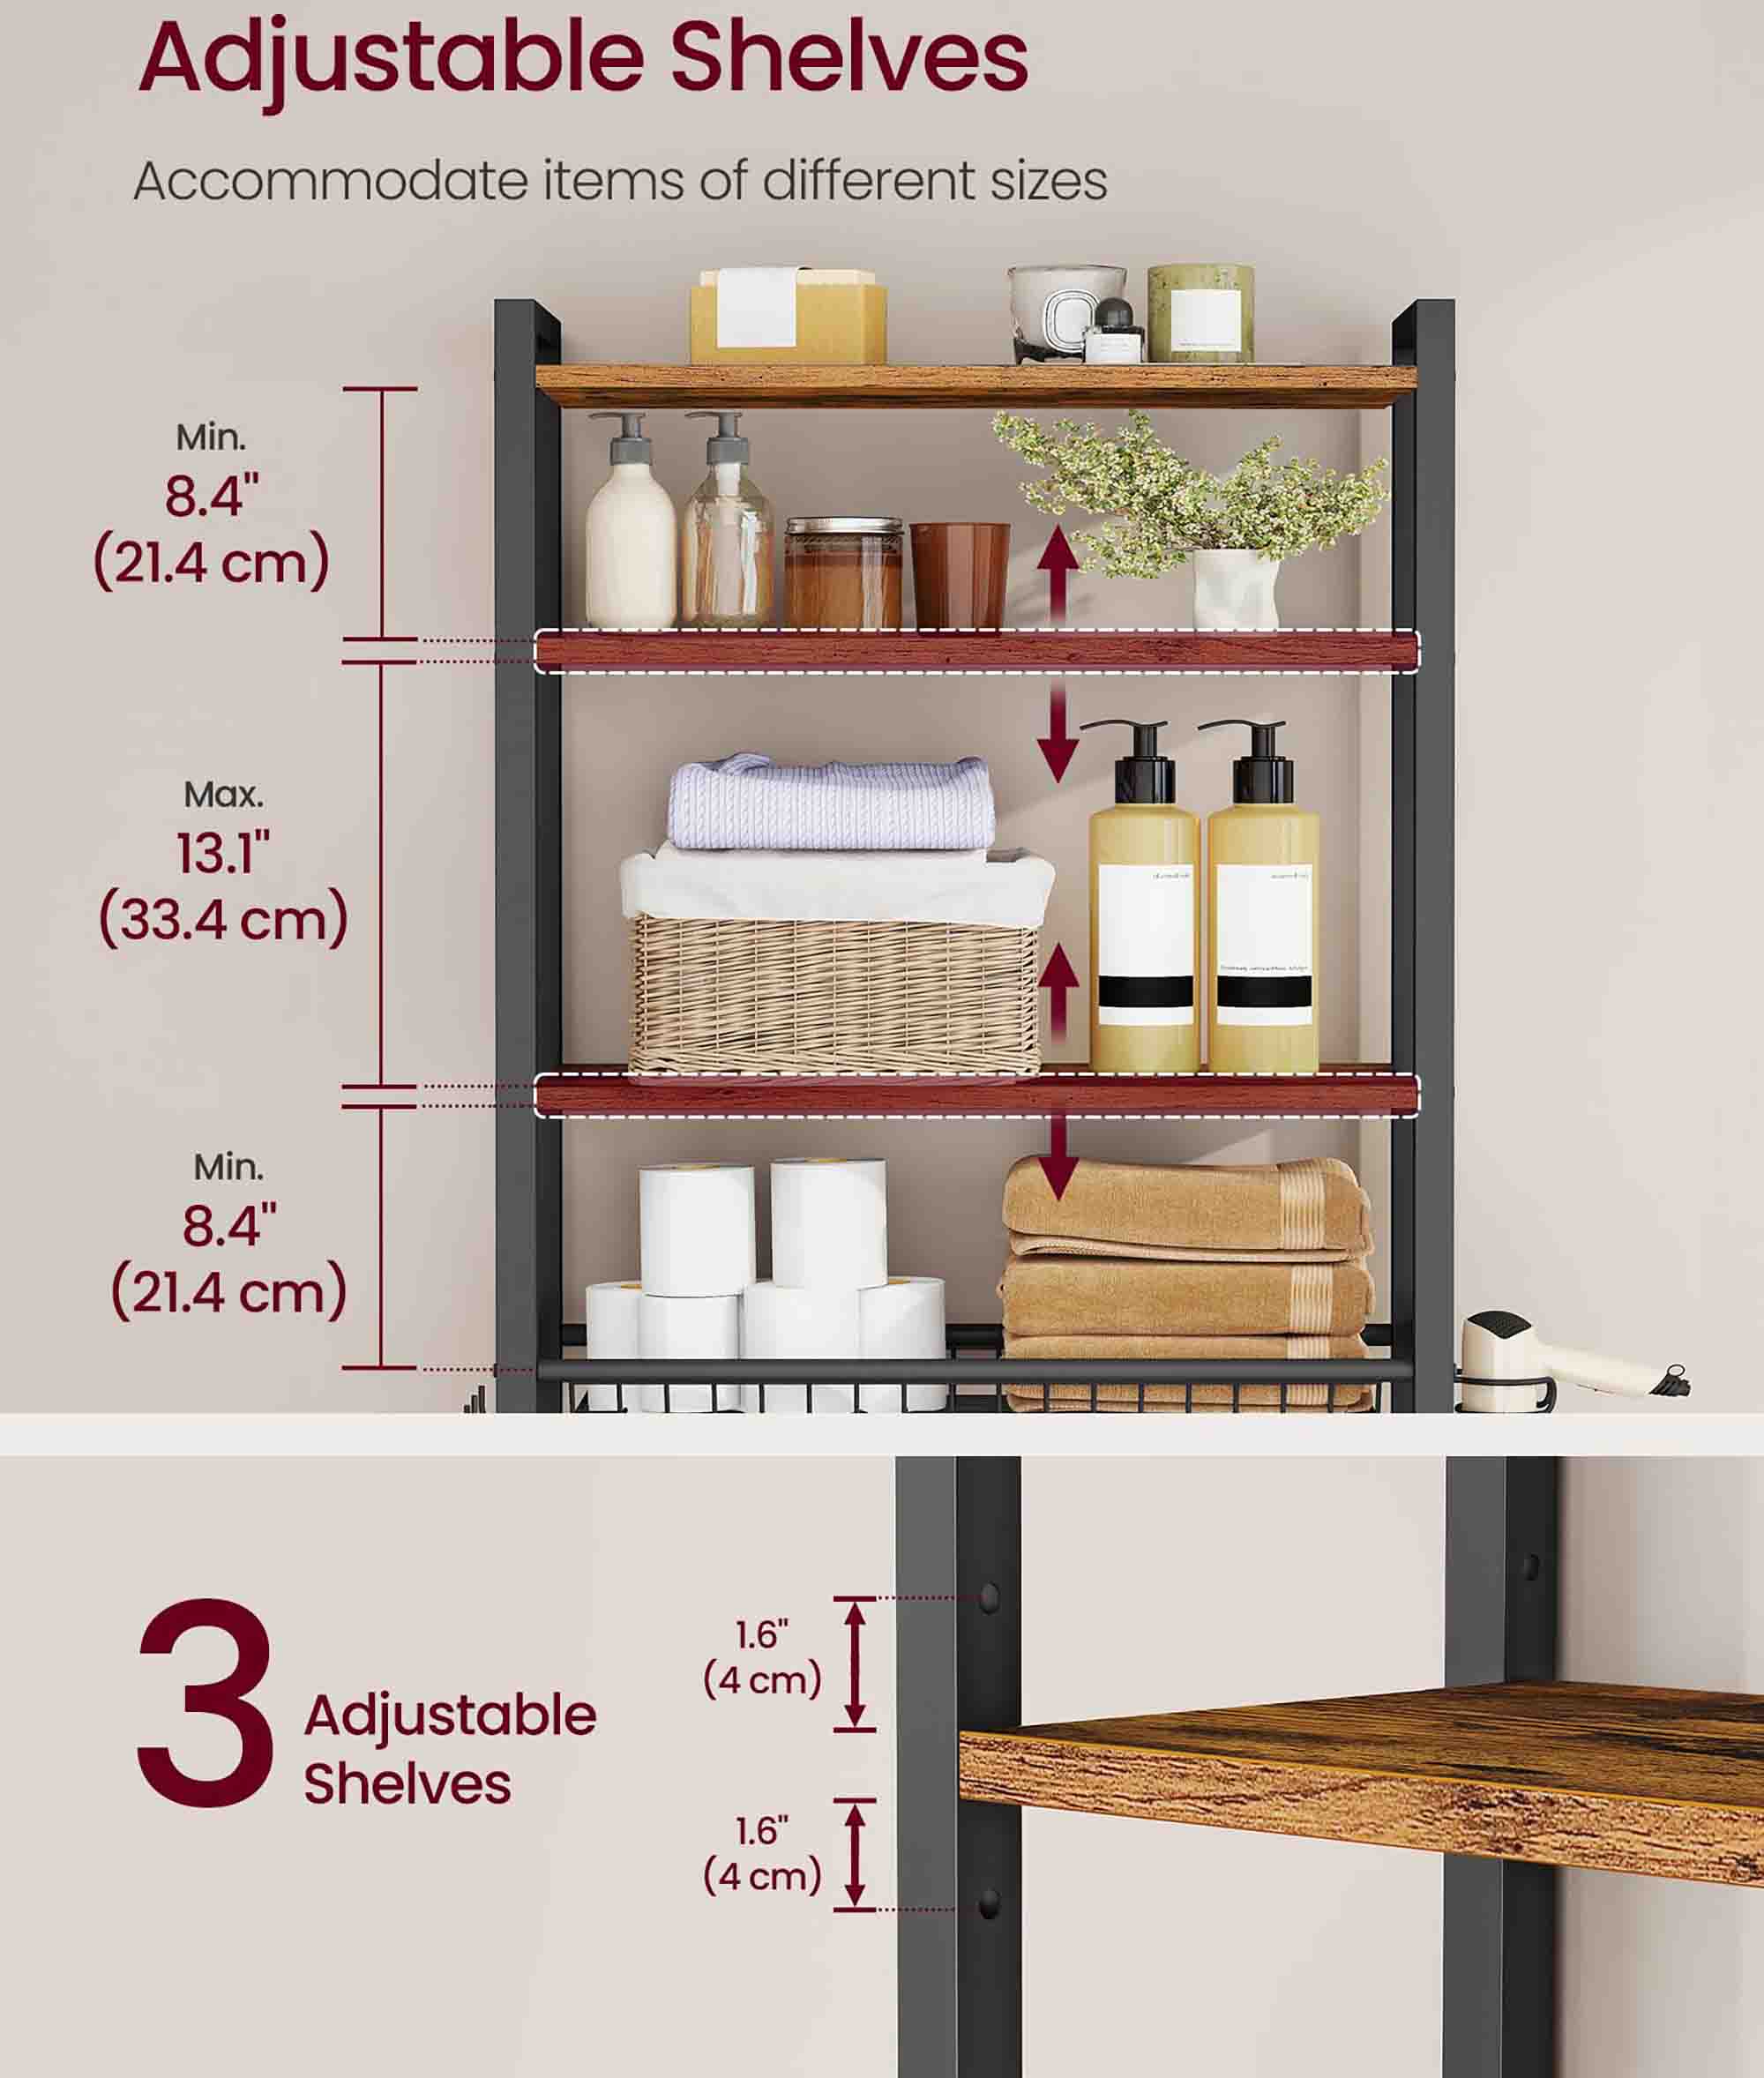 Adjustable Shelves
Accommodate items of different sizes
Min.
8.4"
(21.4 cm)
Max.
13.1"
(33.4 cm)
Min.
8.4"
(21.4 cm)
3
Adjustable
Shelves
1.6"
(4 cm)
1.6"
(4 cm)